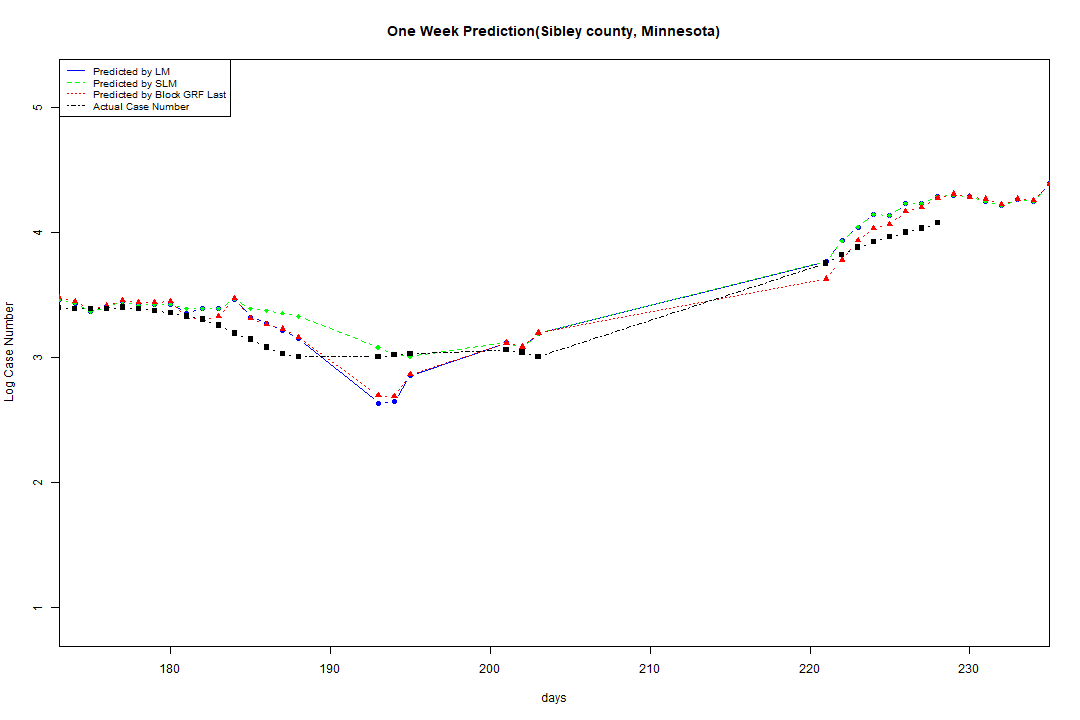 One Week Prediction(Sibley county, Minnesota)
Predicted by LM
Predicted by SLM
Predicted by Block GRF Last
Actual Case Number
5
4
3
2
1
Log Case Number
180
190
200
210
220
230
days